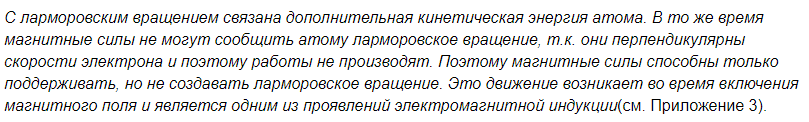 С ларморовским вращением связана дополнительная кинетическая энергия атома. В то же время
магнитные силы не могут сообщить атому ларморовское вращение, т.к. они перпендикулярны
скорости электрона и поэтому работы не производят. Поэтому магнитные силы способны только
поддерживать, но не создавать ларморовское вращение. Это движение возникает во время включения
магнитного поля и является одним из проявлений электромагнитной индукции(см. Приложение 3).